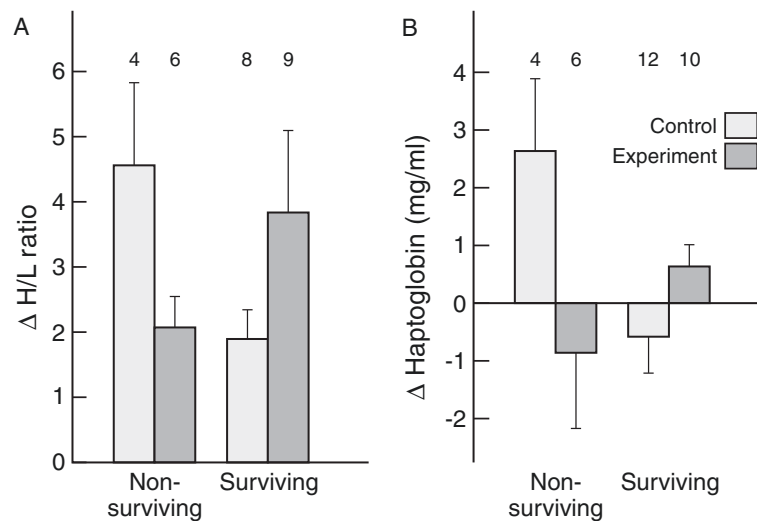 A
4 6 8 9
6
5
4
3
2
1
0
Δ H/L ratio
Non-
surviving
Surviving
B
4 6 12 10
4
3
2
1
0
-1
-2
Δ Haptoglobin (mg/ml)
Control
Experiment
Non-
surviving
Surviving